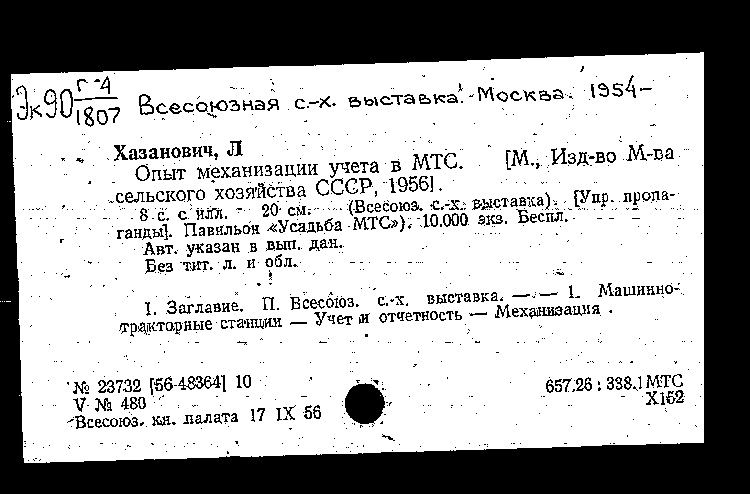 Эк90 Г-4/1807 Всесоюзная с.-х. выставка. Москва. 1954-
Хазанович, Л
Опыт механизации учета в МТС. [М., Изд-во М-ва
сельского хозяйства СССР, 1956].
8 с. с илл. 20 см. (Всесоюз. с.-х. выставка). [Упр. пропа-
ганды]. Павильон «Усадьба МТС»). 10.000 экз. Беспл.
Авт. указан в вып. дан.
Без тит. л. и обл.
I. Заглавие. II. Всесоюз. с.-х. выставка. — — 1. Машинно-
тракторные станции — Учет и отчетность — Механизация.
№ 23732 [56-48364] 10
V № 480
Всесоюз. кн. палата 17 IX 56
657.26 : 338.1 МТС
Х152